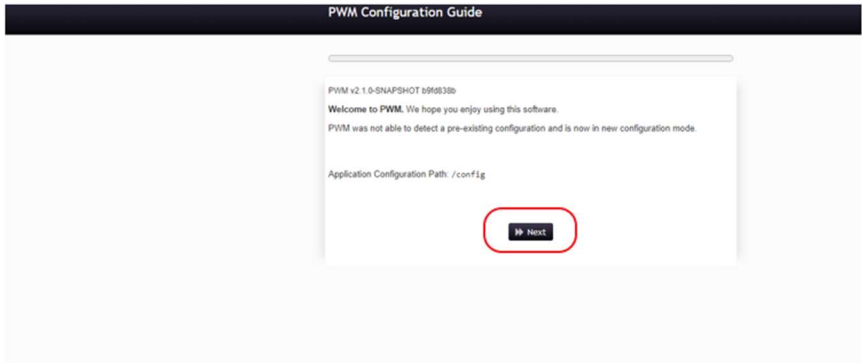 PWM Configuration Guide
PWM v2.1.0-SNAPSHOT b9fd838b
Welcome to PWM. We hope you enjoy using this software.
PWM was not able to detect a pre-existing configuration and is now in new configuration mode.
Application Configuration Path: /config
Next